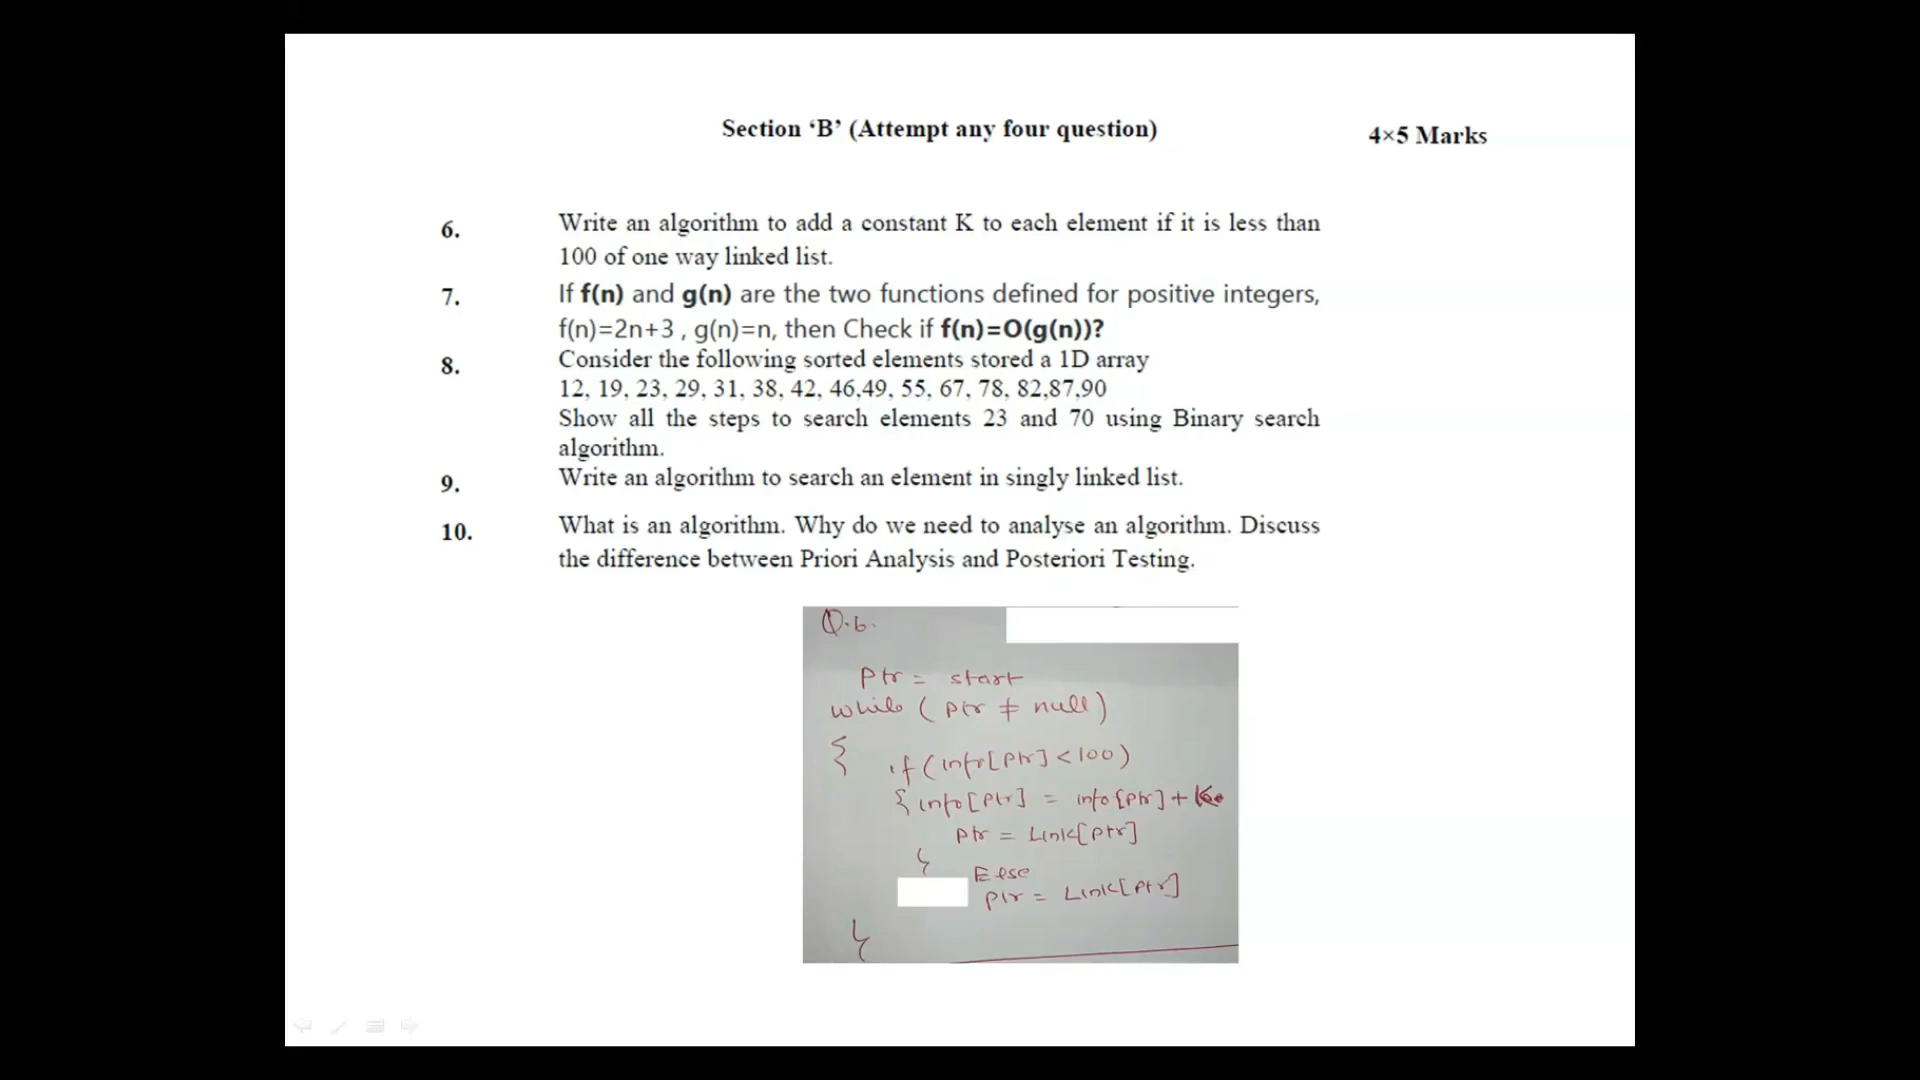 Section ‘B’ (Attempt any four question)
4×5 Marks
6. Write an algorithm to add a constant K to each element if it is less than
100 of one way linked list.
7. If f(n) and g(n) are the two functions defined for positive integers,
f(n)=2n+3 , g(n)=n, then Check if f(n)=O(g(n))?
8. Consider the following sorted elements stored a 1D array
12, 19, 23, 29, 31, 38, 42, 46,49, 55, 67, 78, 82,87,90
Show all the steps to search elements 23 and 70 using Binary search
algorithm.
9. Write an algorithm to search an element in singly linked list.
10. What is an algorithm. Why do we need to analyse an algorithm. Discuss
the difference between Priori Analysis and Posteriori Testing.
Q.6.
Ptr = start
while ( ptr ≠ null )
{ if ( info[ptr] < 100 )
{ info[ptr] = info[ptr] + K.
ptr = Link[ptr]
}
Else
ptr = Link[ptr]
}